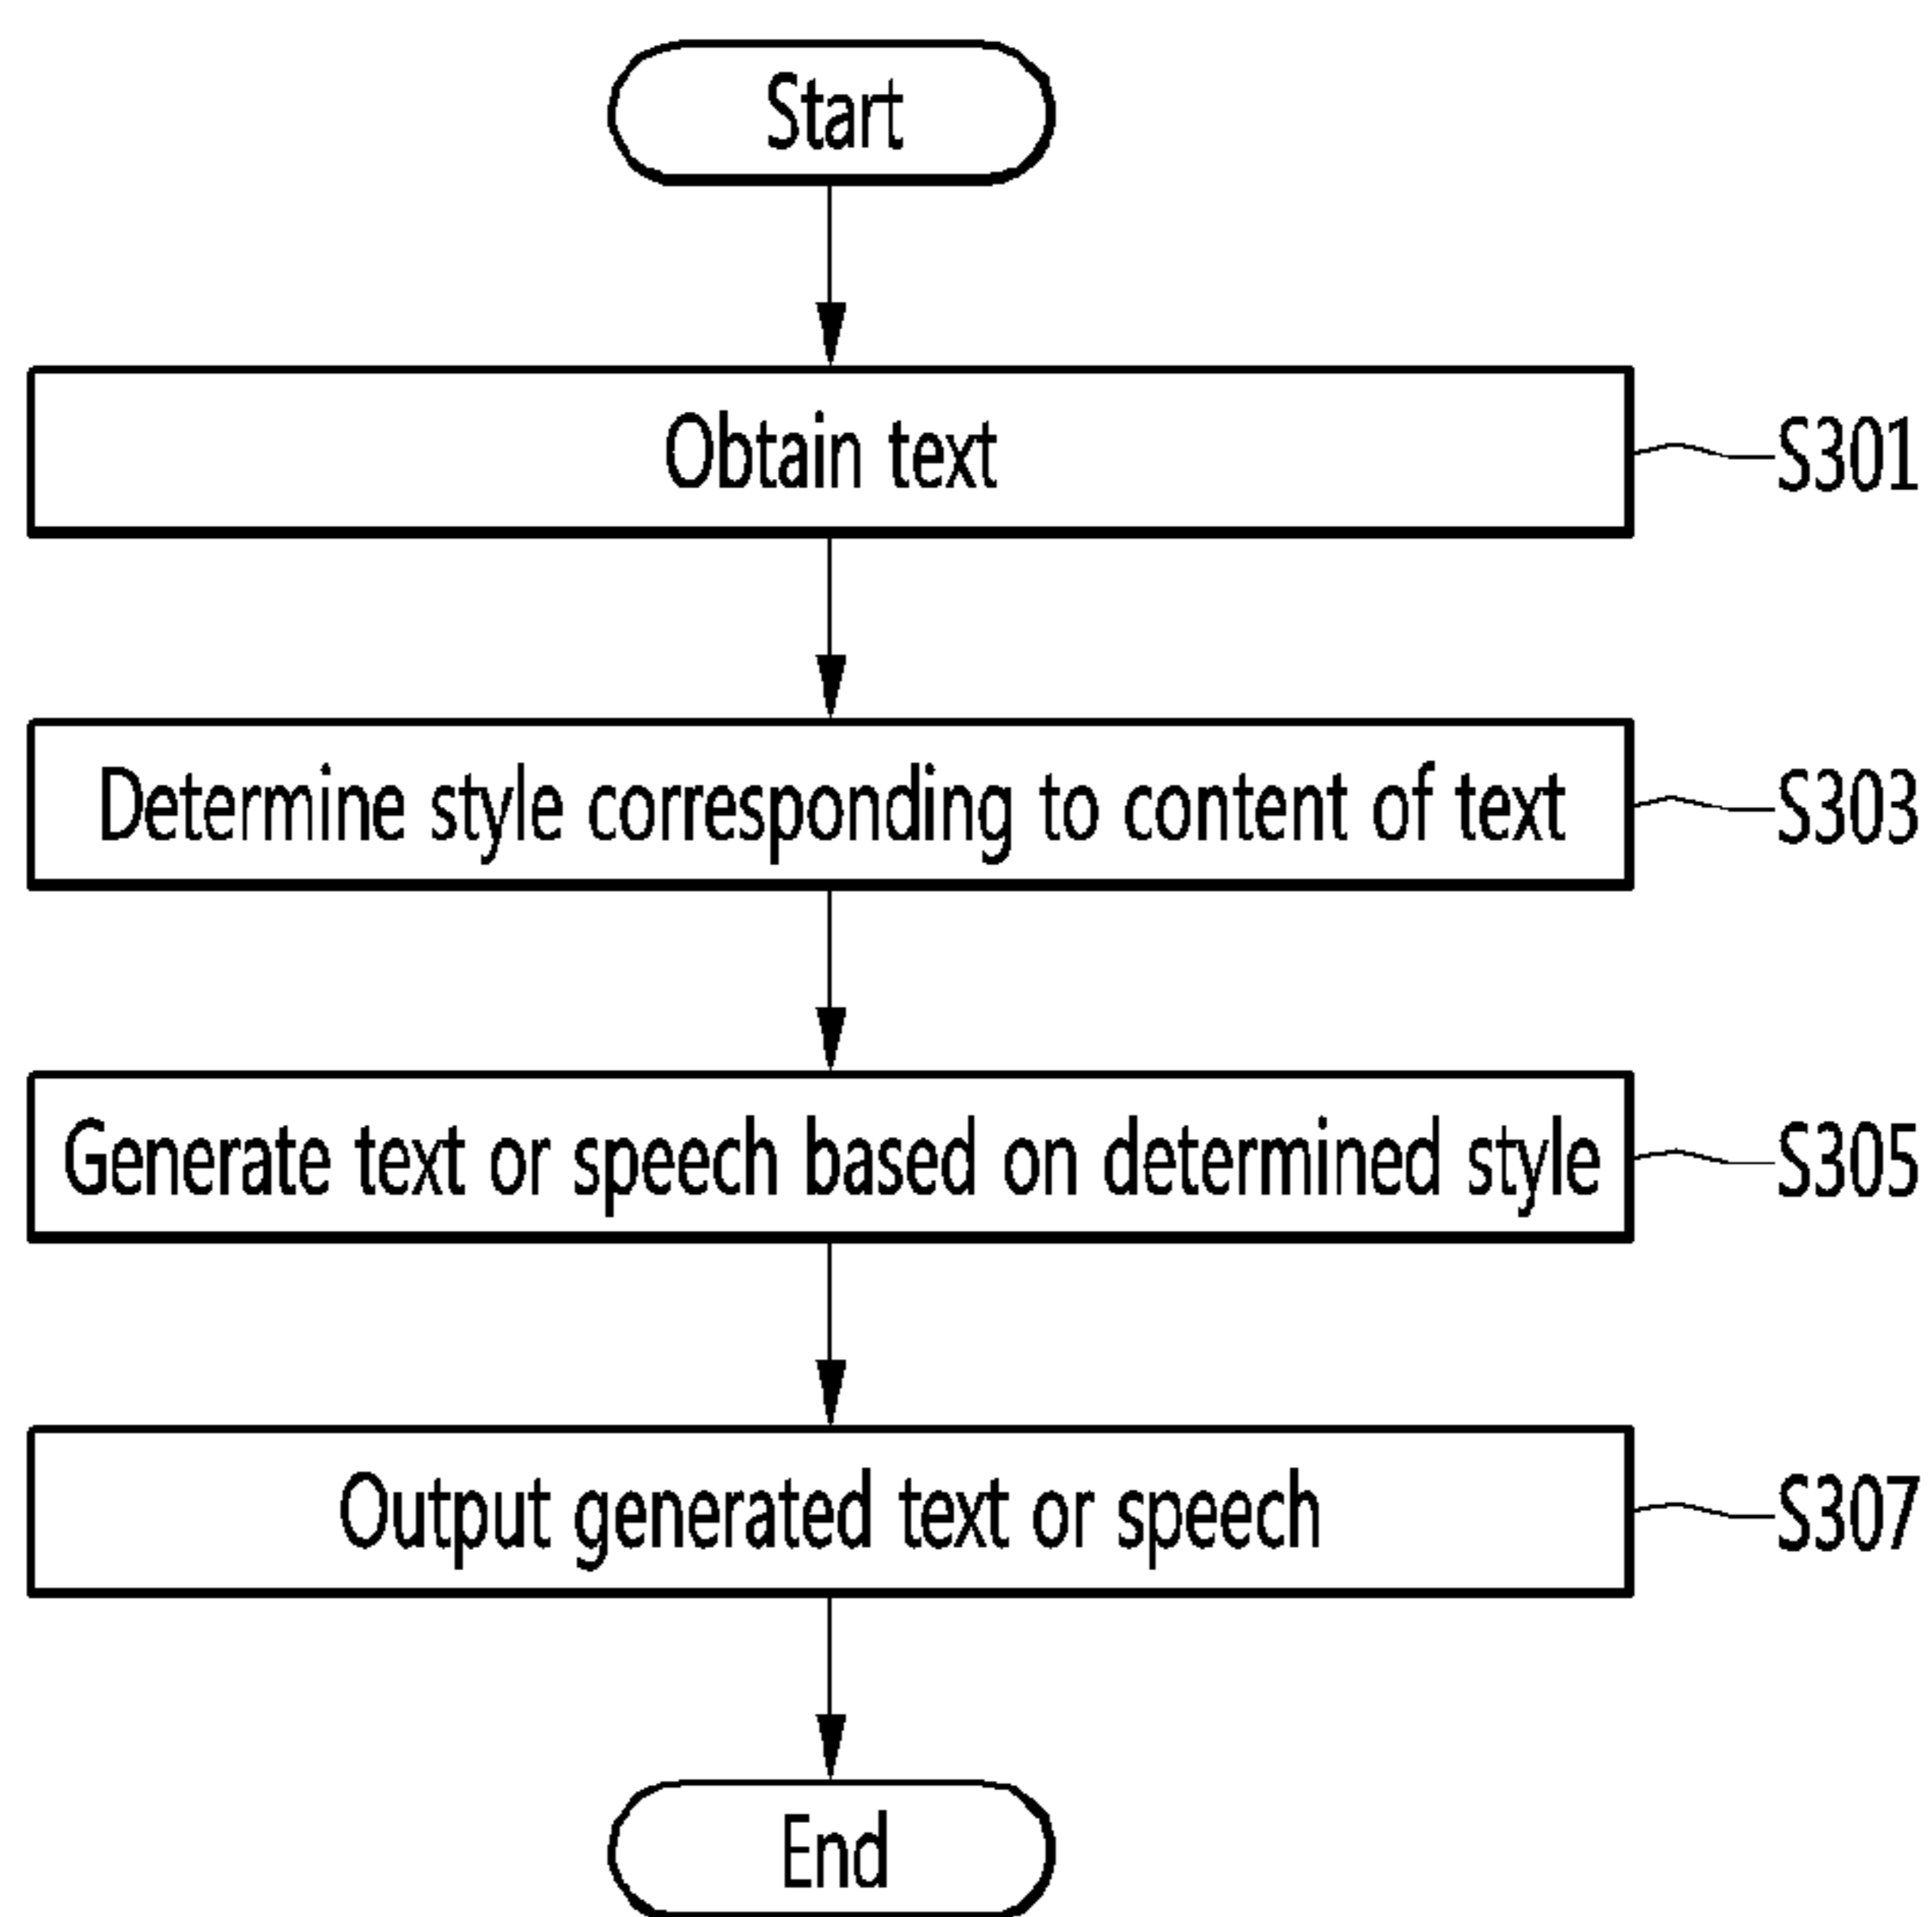 Start
Obtain text
S301
Determine style corresponding to content of text
S303
Generate text or speech based on determined style
S305
Output generated text or speech
S307
End